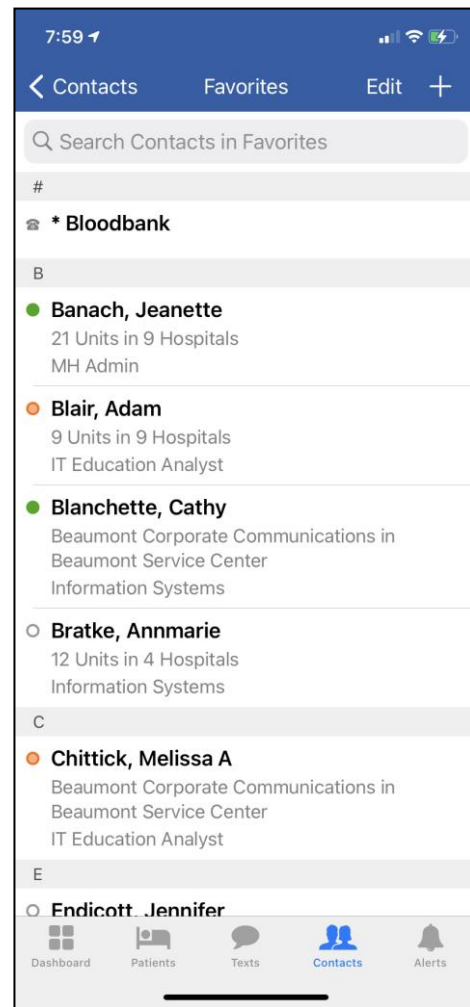 7:59
Contacts Favorites Edit +
Search Contacts in Favorites
#
* Bloodbank
B
Banach, Jeanette
21 Units in 9 Hospitals
MH Admin
Blair, Adam
9 Units in 9 Hospitals
IT Education Analyst
Blanchette, Cathy
Beaumont Corporate Communications in
Beaumont Service Center
Information Systems
Bratke, Annmarie
12 Units in 4 Hospitals
Information Systems
C
Chittick, Melissa A
Beaumont Corporate Communications in
Beaumont Service Center
IT Education Analyst
E
Endicott, Jennifer
Dashboard Patients Texts Contacts Alerts